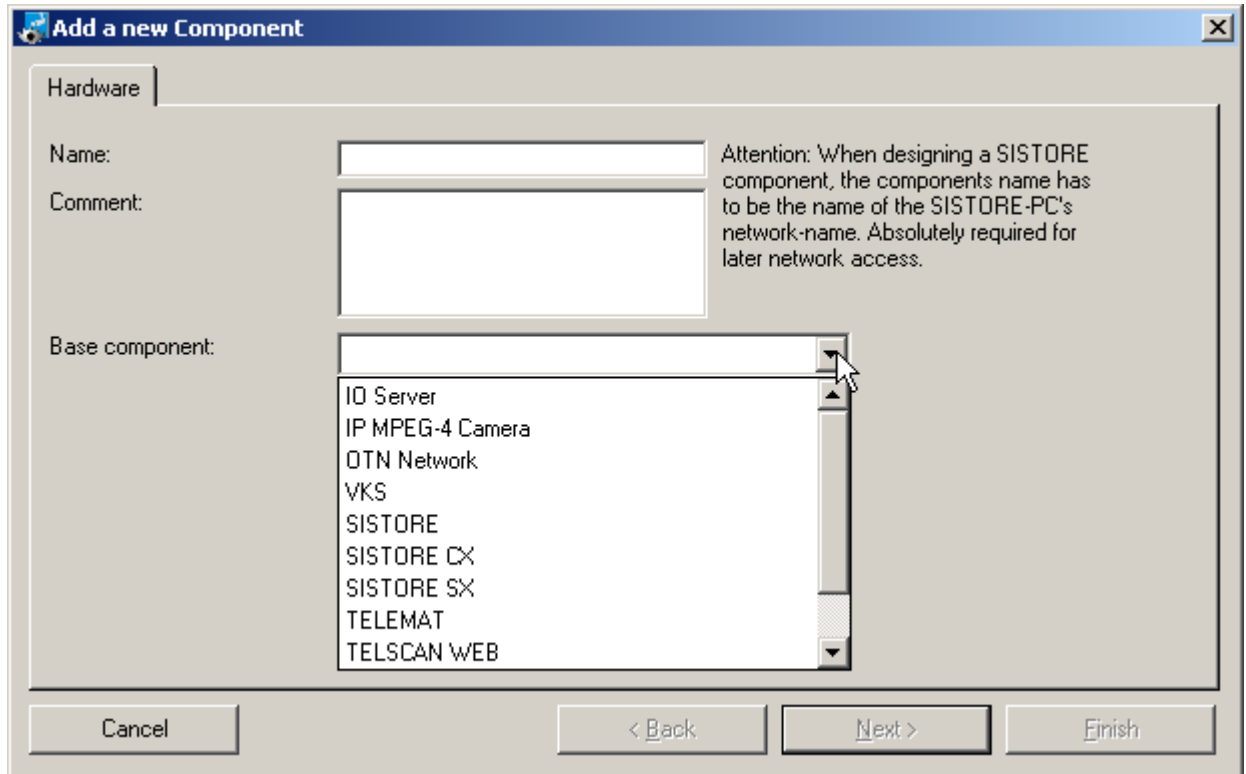 Add a new Component
Hardware
Name:
Attention: When designing a SISTORE
component, the components name has
to be the name of the SISTORE-PC's
network-name. Absolutely required for
later network access.
Comment:
Base component:
IO Server
IP MPEG-4 Camera
OTN Network
VKS
SISTORE
SISTORE CX
SISTORE SX
TELEMAT
TELSCAN WEB
Cancel
< Back
Next >
Finish